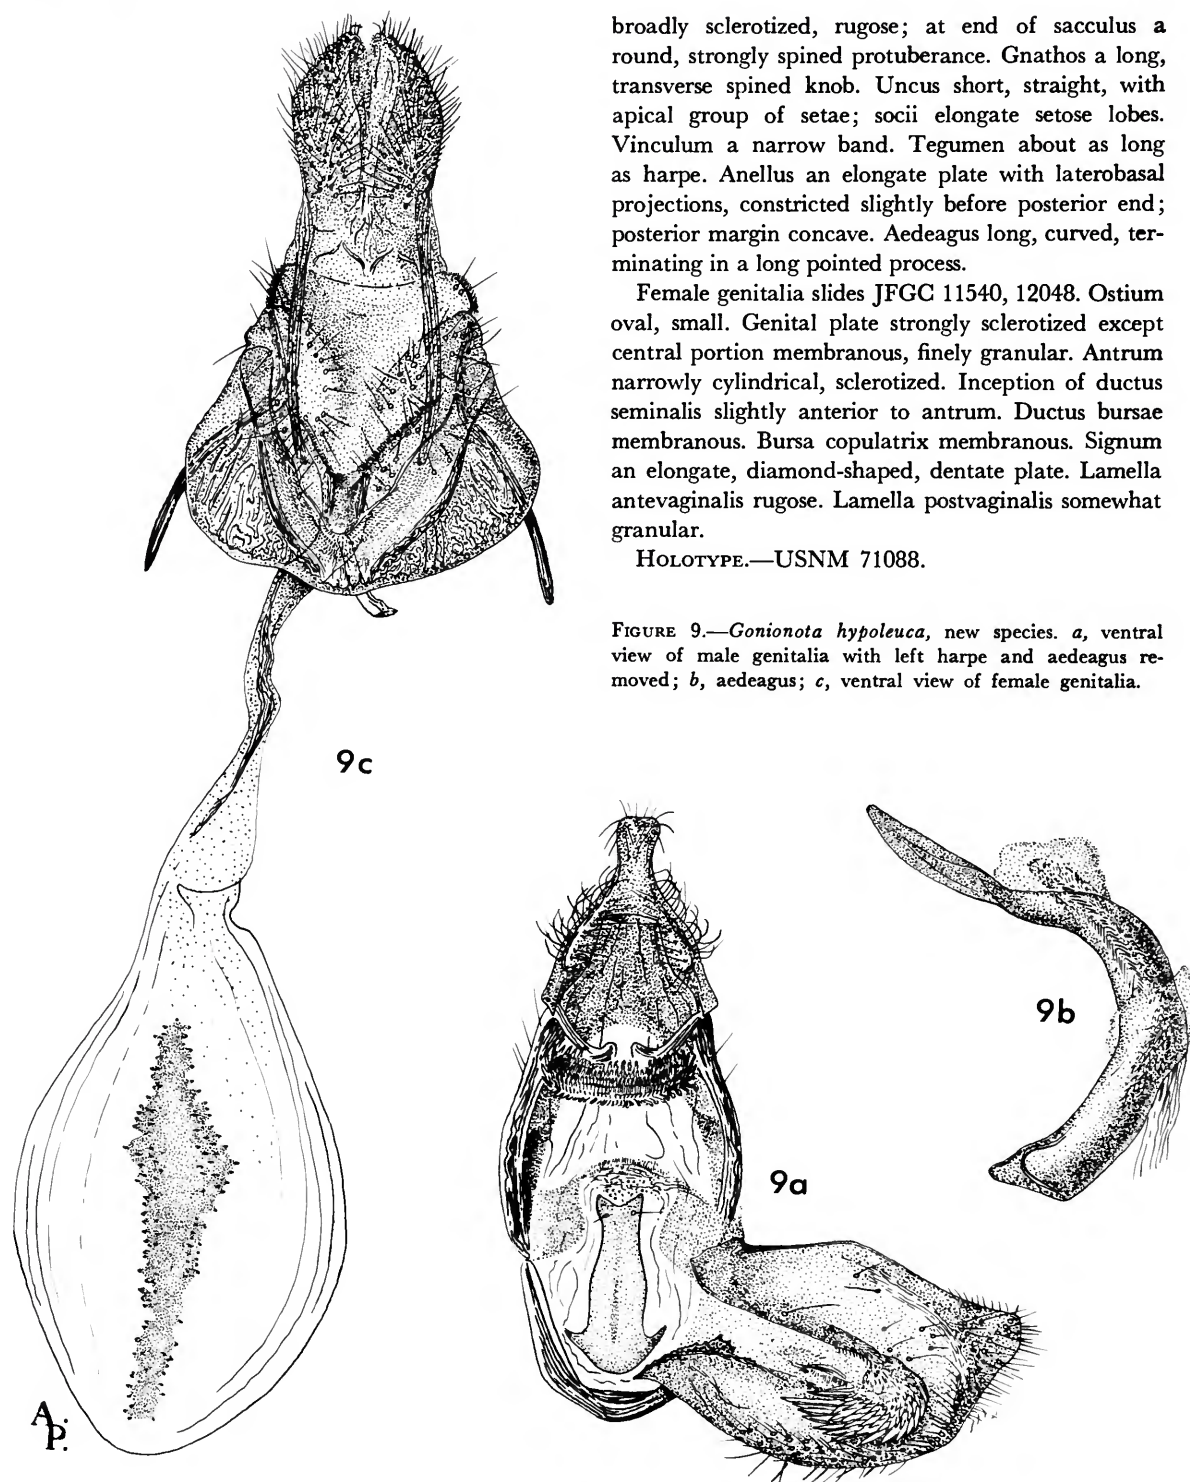 broadly sclerotized, rugose; at end of sacculus a
round, strongly spined protuberance. Gnathos a long,
transverse spined knob. Uncus short, straight, with
apical group of setae; socii elongate setose lobes.
Vinculum a narrow band. Tegumen about as long
as harpe. Anellus an elongate plate with laterobasal
projections, constricted slightly before posterior end;
posterior margin concave. Aedeagus long, curved, ter-
minating in a long pointed process.
Female genitalia slides JFGC 11540, 12048. Ostium
oval, small. Genital plate strongly sclerotized except
central portion membranous, finely granular. Antrum
narrowly cylindrical, sclerotized. Inception of ductus
seminalis slightly anterior to antrum. Ductus bursae
membranous. Bursa copulatrix membranous. Signum
an elongate, diamond-shaped, dentate plate. Lamella
antevaginalis rugose. Lamella postvaginalis somewhat
granular.
HOLOTYPE.—USNM 71088.
FIGURE 9.—Gonionota hypoleuca, new species. a, ventral
view of male genitalia with left harpe and aedeagus re-
moved; b, aedeagus; c, ventral view of female genitalia.
9c
9b
9a
A.
P.